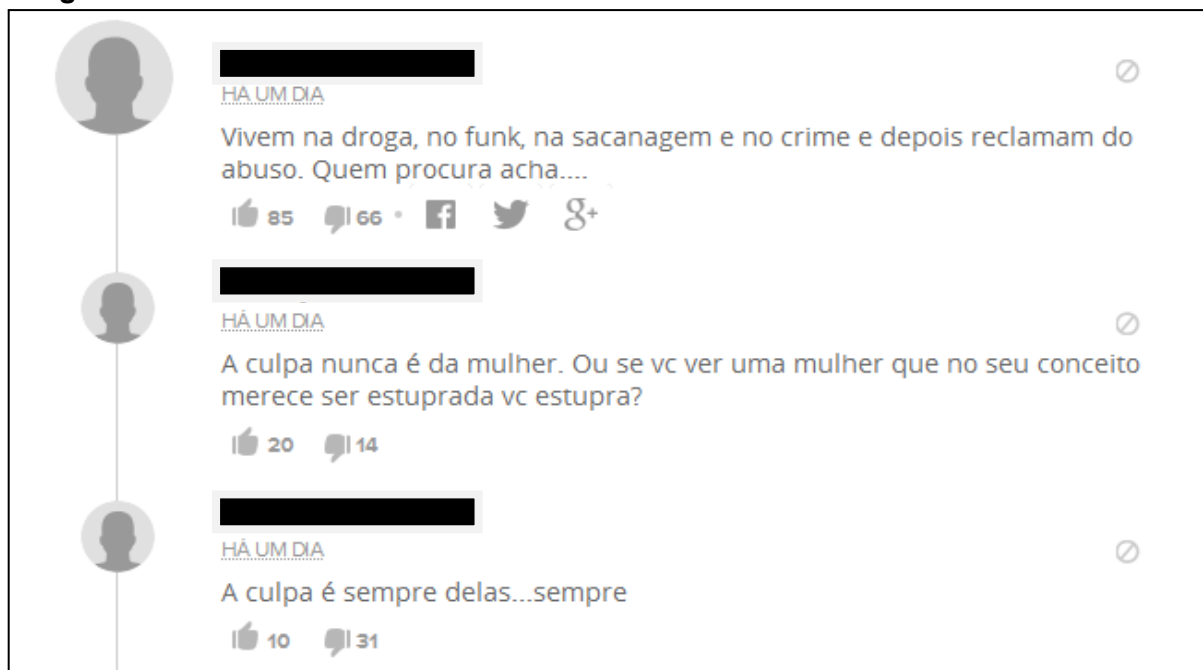 HA UM DIA
Vivem na droga, no funk, na sacanagem e no crime e depois reclamam do
abuso. Quem procura acha....
85 66
HÁ UM DIA
A culpa nunca é da mulher. Ou se vc ver uma mulher que no seu conceito
merece ser estuprada vc estupra?
20 14
HÁ UM DIA
A culpa é sempre delas...sempre
10 31